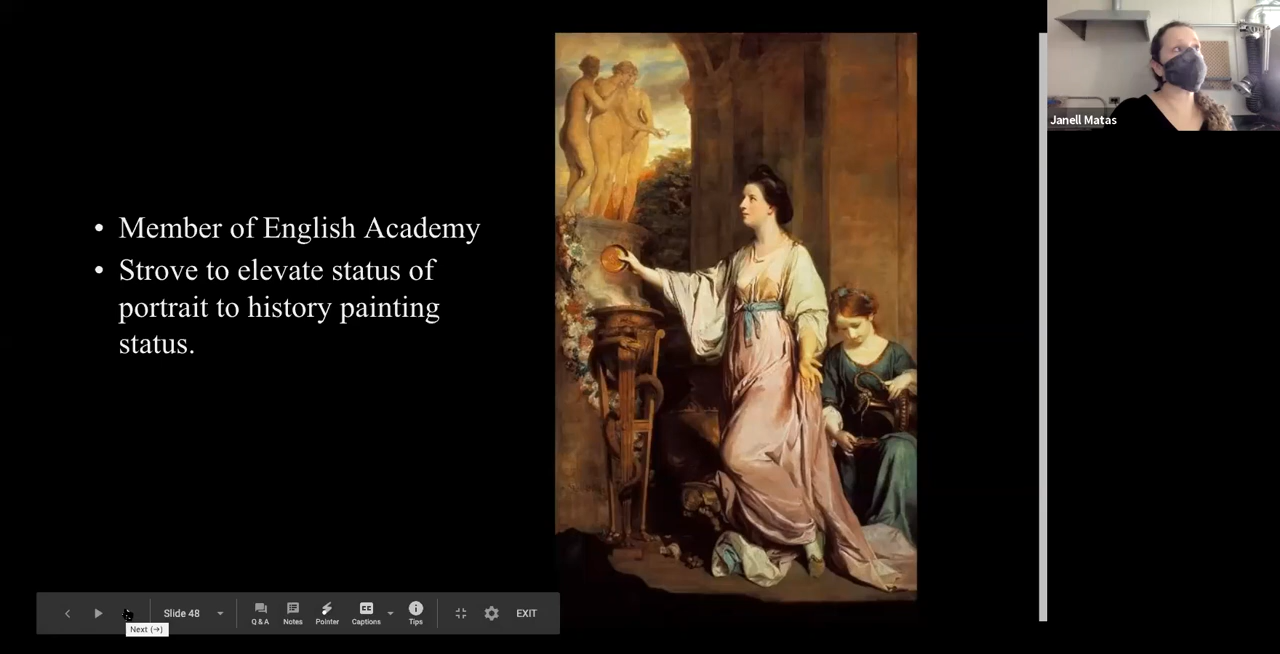 Janell Matas
• Member of English Academy
• Strove to elevate status of
portrait to history painting
status.
Slide 48
Q & A
Notes
Pointer
Captions
Tips
EXIT
Next (→)